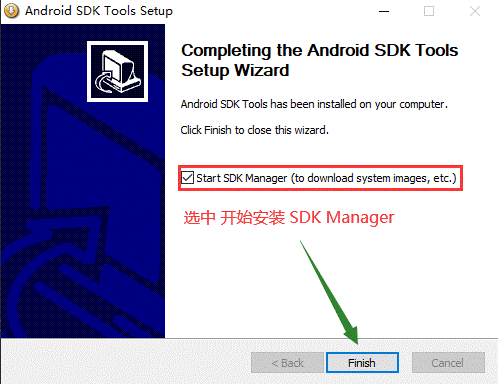 Android SDK Tools Setup
Completing the Android SDK Tools
Setup Wizard
Android SDK Tools has been installed on your computer.
Click Finish to close this wizard.
Start SDK Manager (to download system images, etc.)
选中 开始安装 SDK Manager
< Back
Finish
Cancel